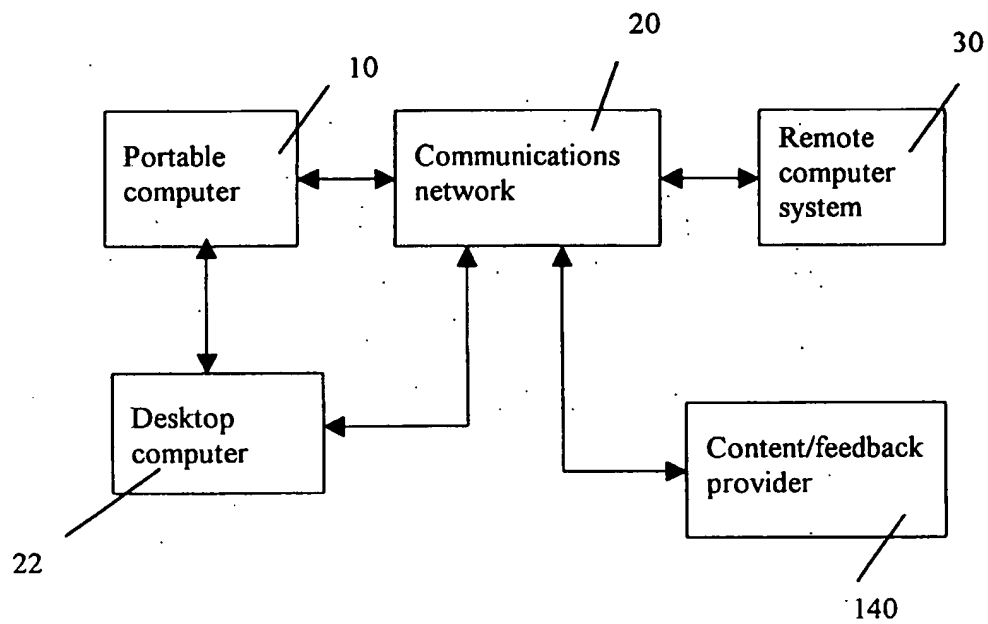 20
30
10
Portable
computer
Communications
network
Remote
computer
system
Desktop
computer
Content/feedback
provider
22
140